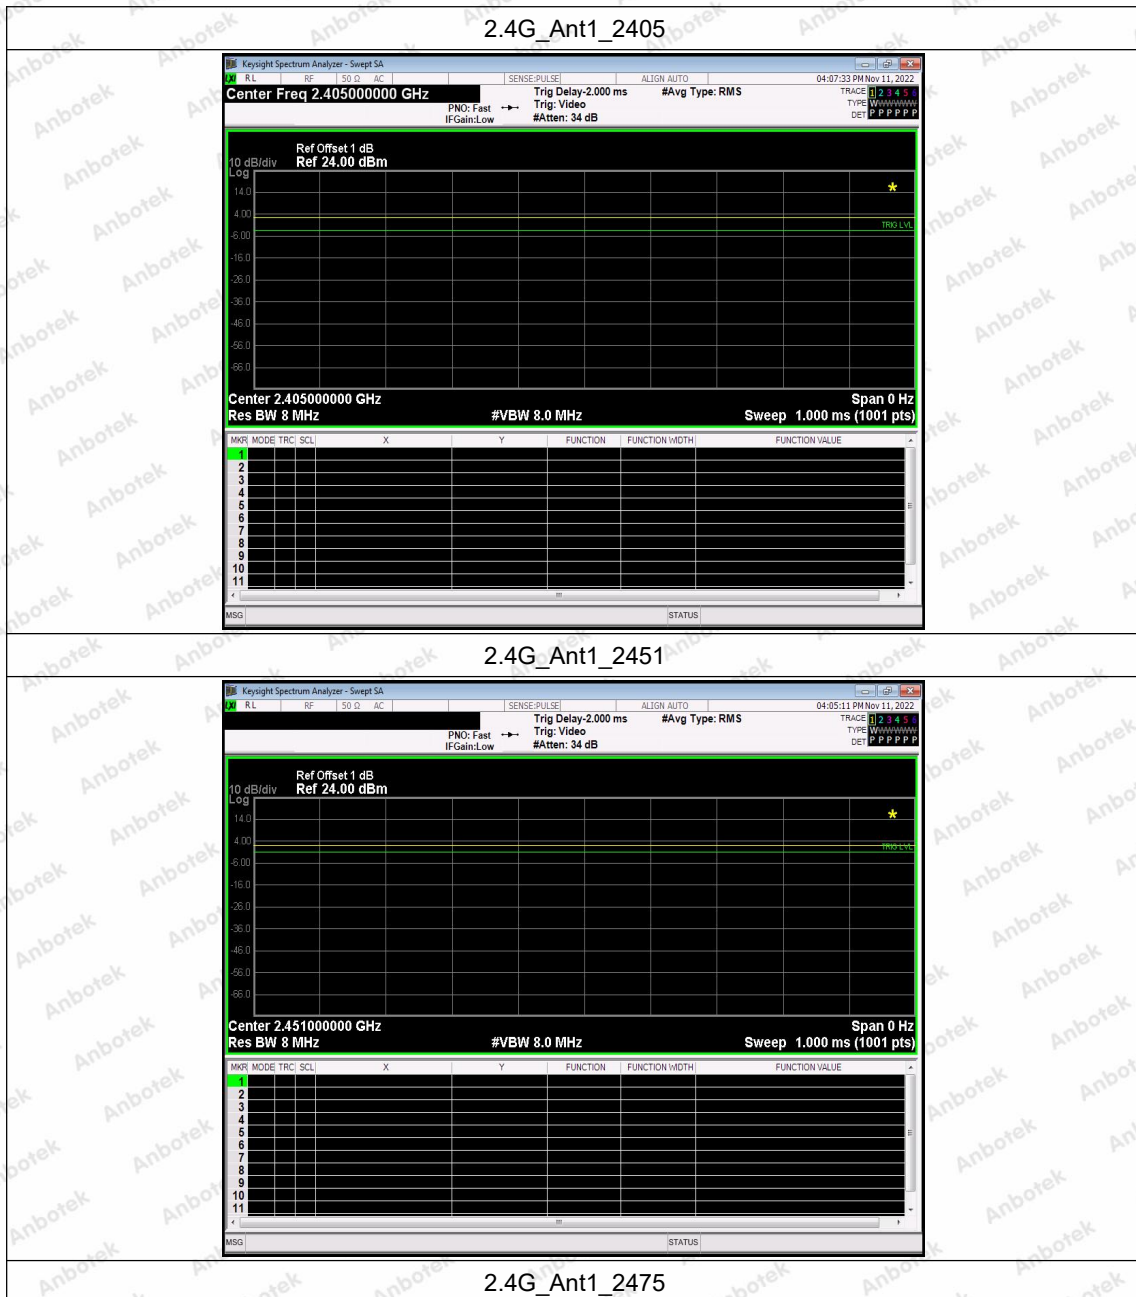 2.4G_Ant1_2405
Keysight Spectrum Analyzer - Swept SA
LXI RL RF 50 Ω AC SENSE:PULSE ALIGN AUTO 04:07:33 PM Nov 11, 2022
Center Freq 2.405000000 GHz
PNO: Fast
IFGain:Low
Trig Delay-2.000 ms
Trig: Video
#Atten: 34 dB
#Avg Type: RMS
TRACE 1 2 3 4 5 6
TYPE WWWWWW
DET P P P P P P
Ref Offset 1 dB
10 dB/div Ref 24.00 dBm
Log
14.0
4.00
TRIG LVL
-6.00
-16.0
-26.0
-36.0
-46.0
-56.0
-66.0
Center 2.405000000 GHz Span 0 Hz
Res BW 8 MHz #VBW 8.0 MHz Sweep 1.000 ms (1001 pts)
MKR MODE TRC SCL X Y FUNCTION FUNCTION WIDTH FUNCTION VALUE
1
2
3
4
5
6
7
8
9
10
11
MSG STATUS
2.4G_Ant1_2451
Keysight Spectrum Analyzer - Swept SA
LXI RL RF 50 Ω AC SENSE:PULSE ALIGN AUTO 04:05:11 PM Nov 11, 2022
PNO: Fast
IFGain:Low
Trig Delay-2.000 ms
Trig: Video
#Atten: 34 dB
#Avg Type: RMS
TRACE 1 2 3 4 5 6
TYPE WWWWWW
DET P P P P P P
Ref Offset 1 dB
10 dB/div Ref 24.00 dBm
Log
14.0
4.00
TRIG LVL
-6.00
-16.0
-26.0
-36.0
-46.0
-56.0
-66.0
Center 2.451000000 GHz Span 0 Hz
Res BW 8 MHz #VBW 8.0 MHz Sweep 1.000 ms (1001 pts)
MKR MODE TRC SCL X Y FUNCTION FUNCTION WIDTH FUNCTION VALUE
1
2
3
4
5
6
7
8
9
10
11
MSG STATUS
2.4G_Ant1_2475
Anbotek